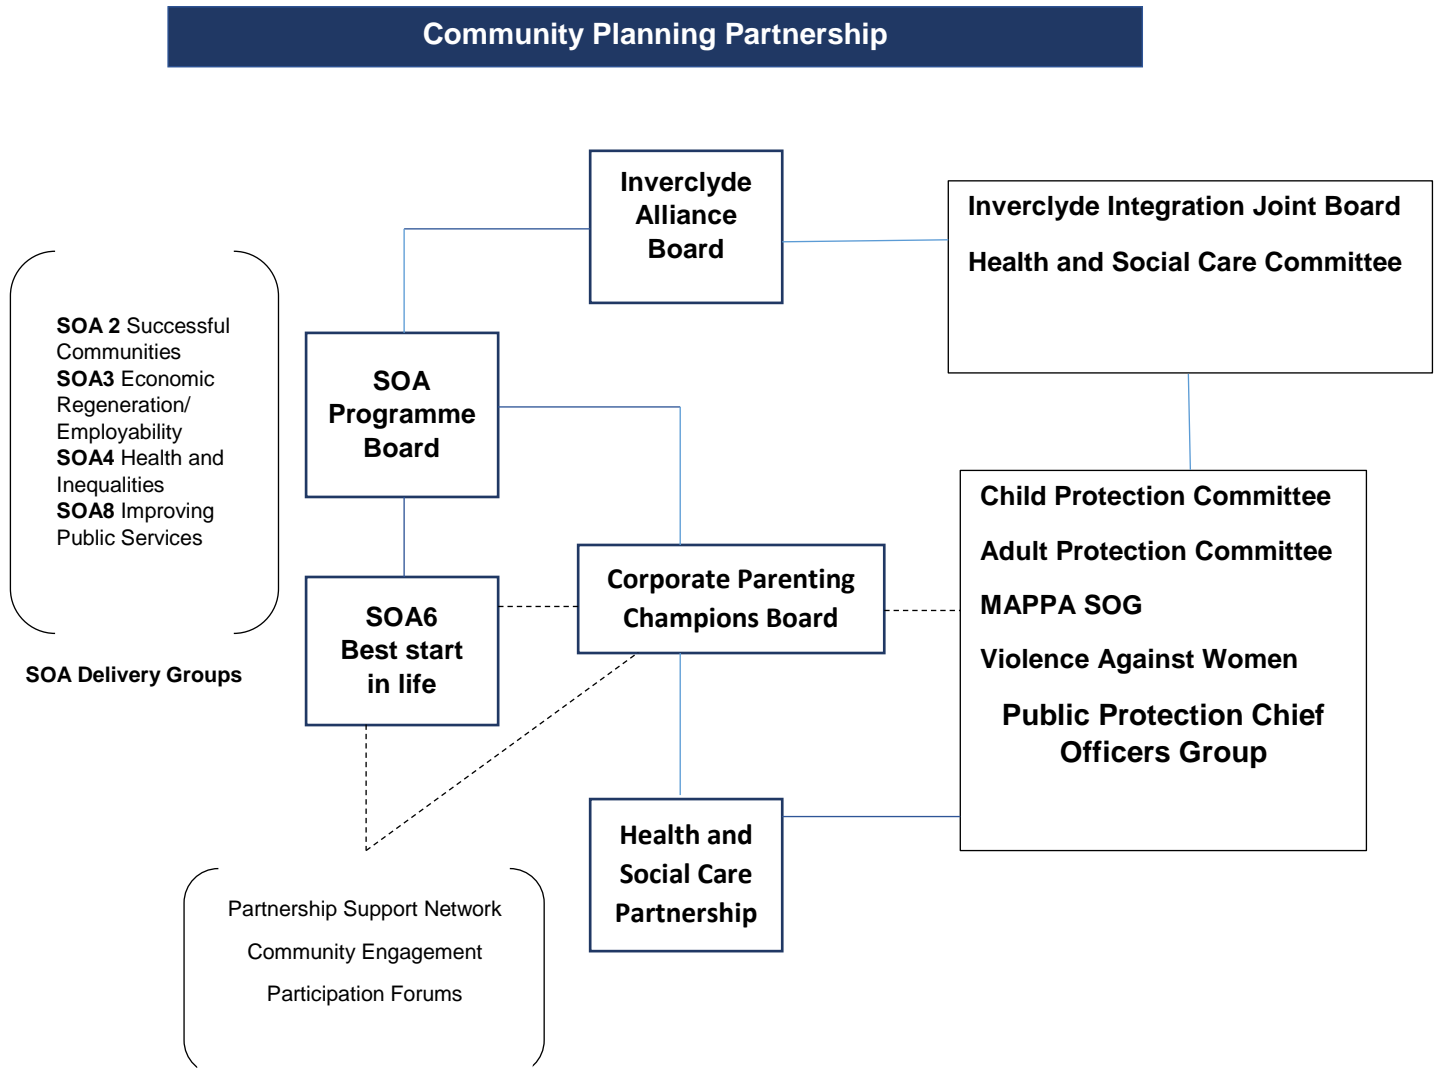 Community Planning Partnership
Inverclyde
Alliance
Board
Inverclyde Integration Joint Board
Health and Social Care Committee
SOA 2 Successful
Communities
SOA3 Economic
Regeneration/
Employability
SOA4 Health and
Inequalities
SOA8 Improving
Public Services
SOA Delivery Groups
SOA
Programme
Board
SOA6
Best start
in life
Corporate Parenting
Champions Board
Child Protection Committee
Adult Protection Committee
MAPPA SOG
Violence Against Women
Public Protection Chief
Officers Group
Health and
Social Care
Partnership
Partnership Support Network
Community Engagement
Participation Forums